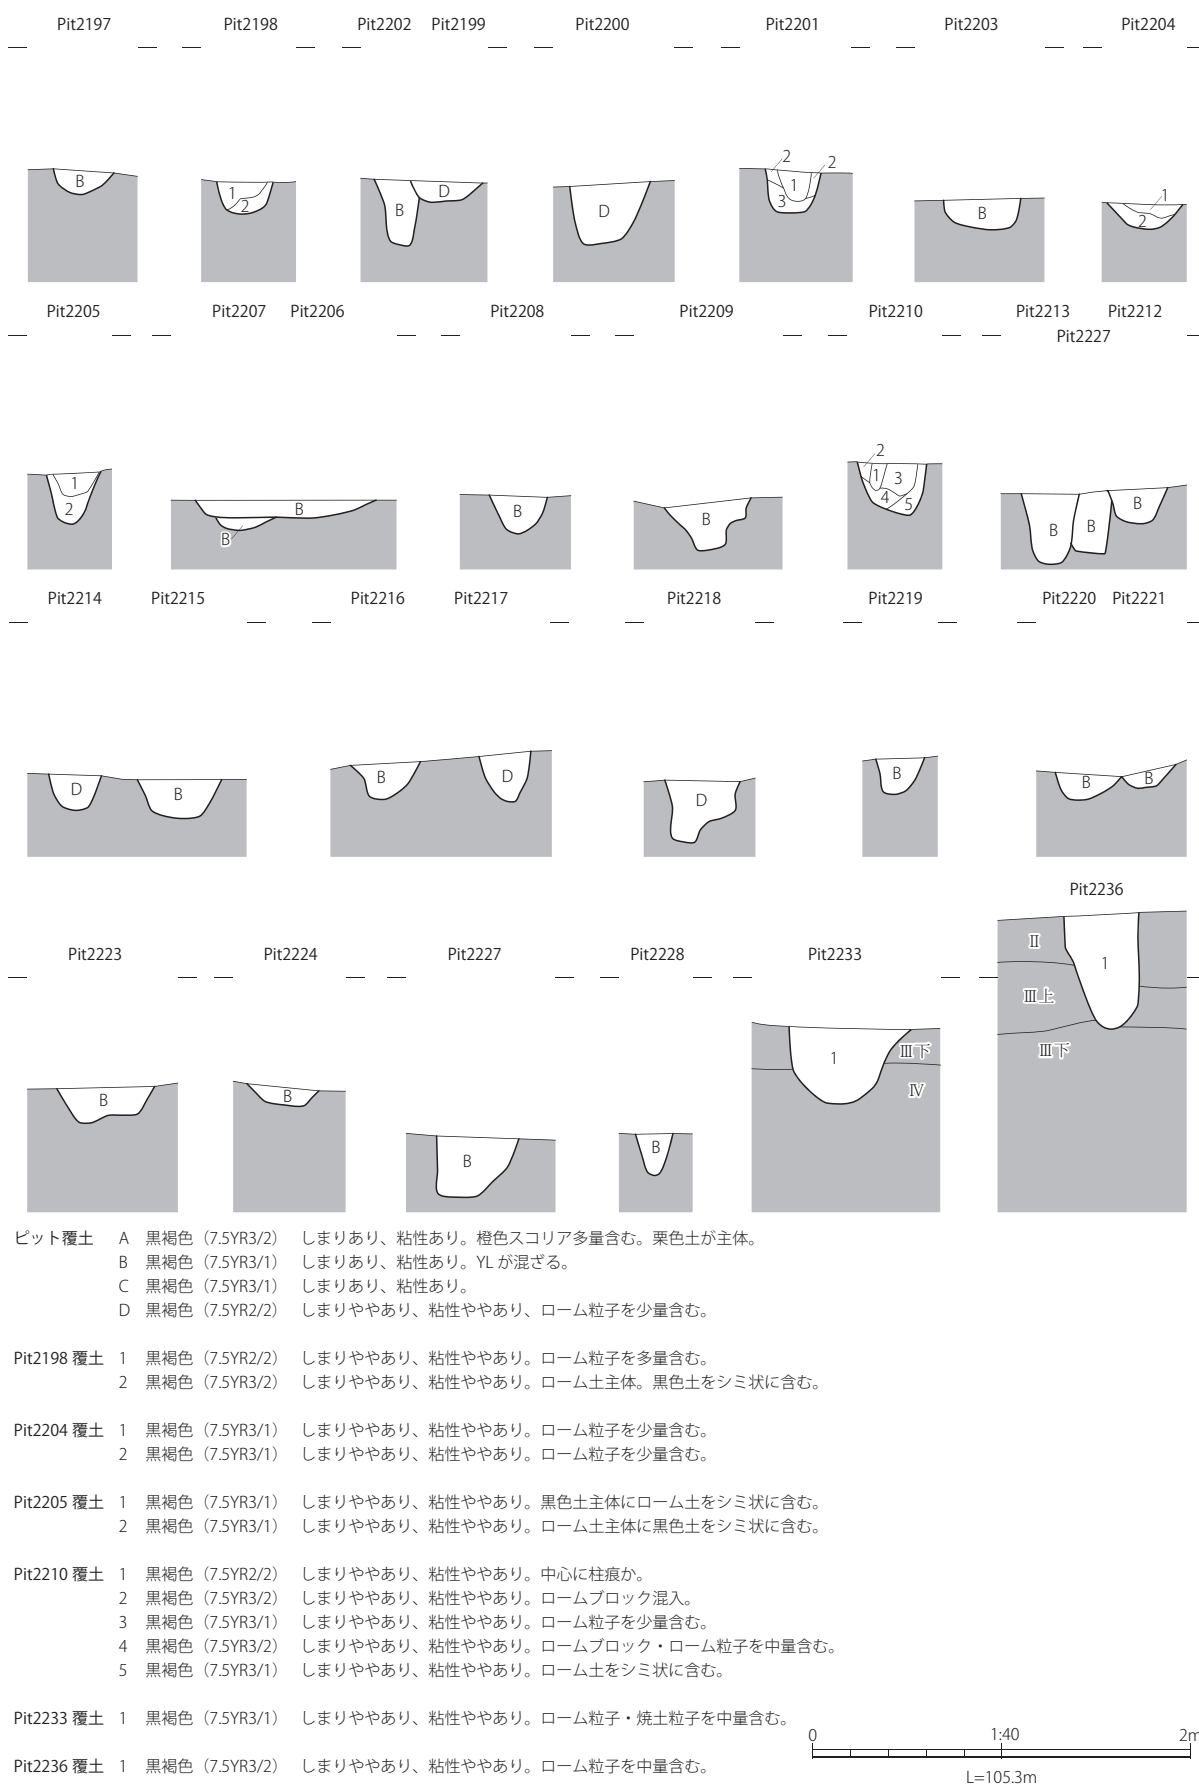 Pit2197 Pit2198 Pit2202 Pit2199 Pit2200 Pit2201 Pit2203 Pit2204
B 1 2 B D D 2 2 1 3 B 1 2
Pit2205 Pit2207 Pit2206 Pit2208 Pit2209 Pit2210 Pit2213 Pit2212
Pit2227
1 2 B B B B 2 1 3 4 5 B B B
Pit2214 Pit2215 Pit2216 Pit2217 Pit2218 Pit2219 Pit2220 Pit2221
D B B D D B B B
Pit2236
Pit2223 Pit2224 Pit2227 Pit2228 Pit2233
B B B B 1 Ⅲ下 Ⅳ Ⅱ 1 Ⅲ上 Ⅲ下
ピット覆土 A 黒褐色（7.5YR3/2） しまりあり、粘性あり。橙色スコリア多量含む。栗色土が主体。
B 黒褐色（7.5YR3/1） しまりあり、粘性あり。YL が混ざる。
C 黒褐色（7.5YR3/1） しまりあり、粘性あり。
D 黒褐色（7.5YR2/2） しまりややあり、粘性ややあり、ローム粒子を少量含む。
Pit2198 覆土 1 黒褐色（7.5YR2/2） しまりややあり、粘性ややあり。ローム粒子を多量含む。
2 黒褐色（7.5YR3/2） しまりややあり、粘性ややあり。ローム土主体。黒色土をシミ状に含む。
Pit2204 覆土 1 黒褐色（7.5YR3/1） しまりややあり、粘性ややあり。ローム粒子を少量含む。
2 黒褐色（7.5YR3/1） しまりややあり、粘性ややあり。ローム粒子を少量含む。
Pit2205 覆土 1 黒褐色（7.5YR3/1） しまりややあり、粘性ややあり。黒色土主体にローム土をシミ状に含む。
2 黒褐色（7.5YR3/1） しまりややあり、粘性ややあり。ローム土主体に黒色土をシミ状に含む。
Pit2210 覆土 1 黒褐色（7.5YR2/2） しまりややあり、粘性ややあり。中心に柱痕か。
2 黒褐色（7.5YR3/2） しまりややあり、粘性ややあり。ロームブロック混入。
3 黒褐色（7.5YR3/1） しまりややあり、粘性ややあり。ローム粒子を少量含む。
4 黒褐色（7.5YR3/2） しまりややあり、粘性ややあり。ロームブロック・ローム粒子を中量含む。
5 黒褐色（7.5YR3/1） しまりややあり、粘性ややあり。ローム土をシミ状に含む。
Pit2233 覆土 1 黒褐色（7.5YR3/1） しまりややあり、粘性ややあり。ローム粒子・焼土粒子を中量含む。
Pit2236 覆土 1 黒褐色（7.5YR3/2） しまりややあり、粘性ややあり。ローム粒子を中量含む。
0 1:40 2m
L=105.3m